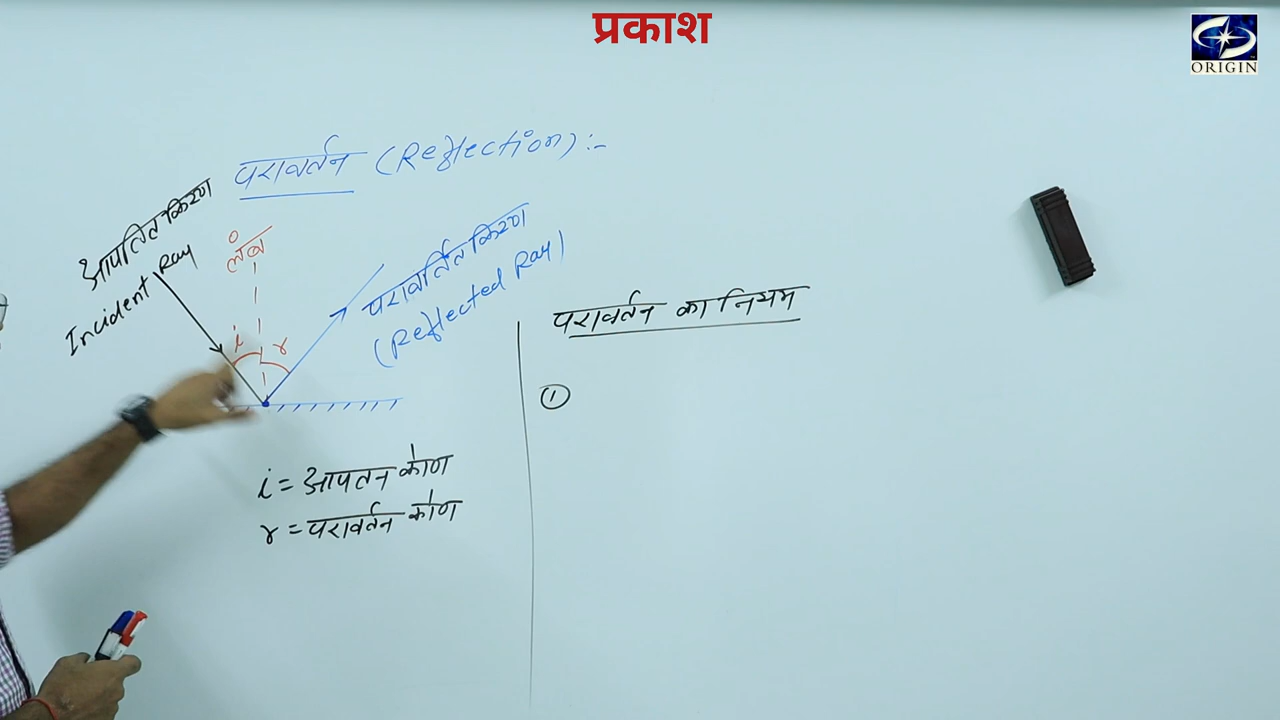 प्रकाश
ORIGIN
परावर्तन (Reflection) :-
आपतित किरण
Incident Ray
लंब
परावर्तित किरण
(Reflected Ray)
i r
i = आपतन कोण
r = परावर्तन कोण
परावर्तन का नियम
1